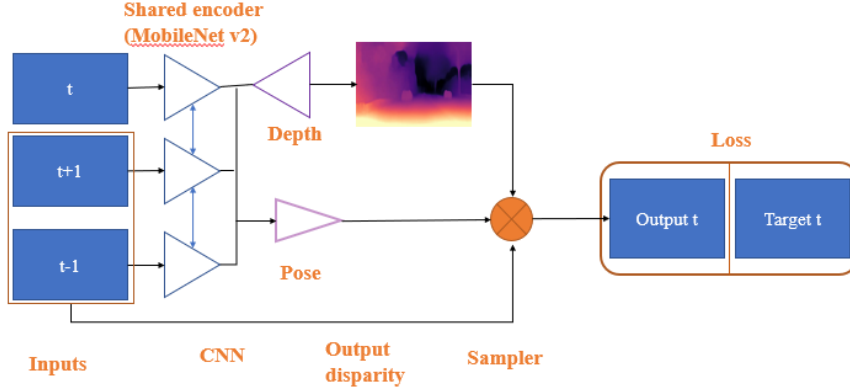 Shared encoder
(MobileNet v2)
t
Depth
t+1
Loss
Output t
Target t
t-1
Pose
Inputs
CNN
Output
disparity
Sampler